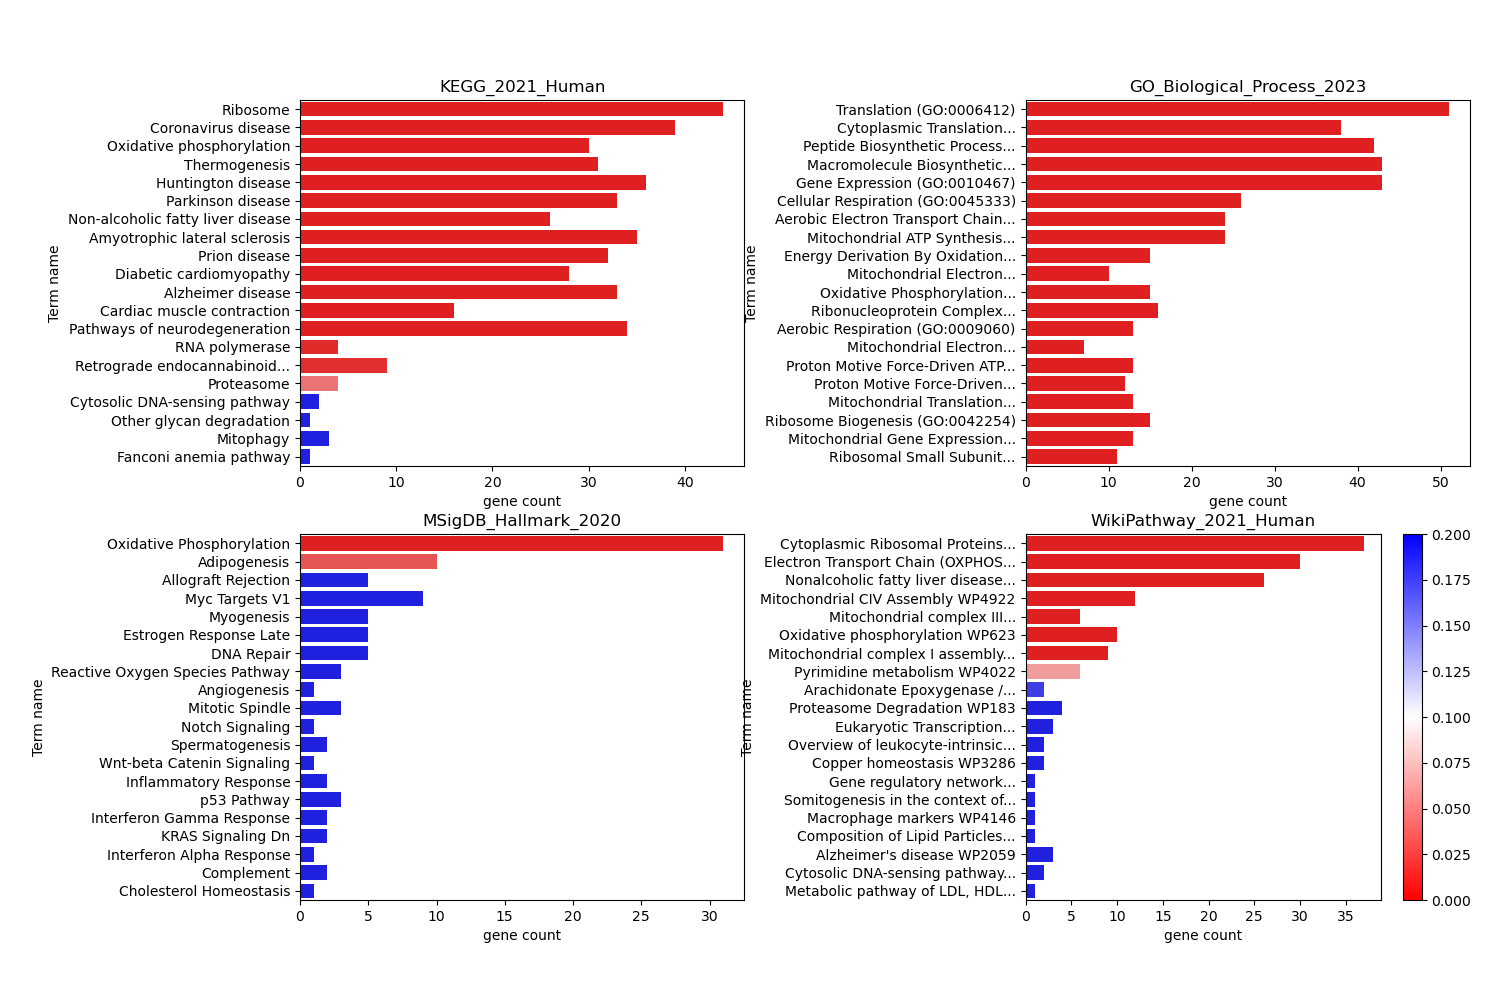 KEGG_2021_Human
Term name
Ribosome
Coronavirus disease
Oxidative phosphorylation
Thermogenesis
Huntington disease
Parkinson disease
Non-alcoholic fatty liver disease
Amyotrophic lateral sclerosis
Prion disease
Diabetic cardiomyopathy
Alzheimer disease
Cardiac muscle contraction
Pathways of neurodegeneration
RNA polymerase
Retrograde endocannabinoid...
Proteasome
Cytosolic DNA-sensing pathway
Other glycan degradation
Mitophagy
Fanconi anemia pathway
0 10 20 30 40
gene count
GO_Biological_Process_2023
Term name
Translation (GO:0006412)
Cytoplasmic Translation...
Peptide Biosynthetic Process...
Macromolecule Biosynthetic...
Gene Expression (GO:0010467)
Cellular Respiration (GO:0045333)
Aerobic Electron Transport Chain...
Mitochondrial ATP Synthesis...
Energy Derivation By Oxidation...
Mitochondrial Electron...
Oxidative Phosphorylation...
Ribonucleoprotein Complex...
Aerobic Respiration (GO:0009060)
Mitochondrial Electron...
Proton Motive Force-Driven ATP...
Proton Motive Force-Driven...
Mitochondrial Translation...
Ribosome Biogenesis (GO:0042254)
Mitochondrial Gene Expression...
Ribosomal Small Subunit...
0 10 20 30 40 50
gene count
MSigDB_Hallmark_2020
Term name
Oxidative Phosphorylation
Adipogenesis
Allograft Rejection
Myc Targets V1
Myogenesis
Estrogen Response Late
DNA Repair
Reactive Oxygen Species Pathway
Angiogenesis
Mitotic Spindle
Notch Signaling
Spermatogenesis
Wnt-beta Catenin Signaling
Inflammatory Response
p53 Pathway
Interferon Gamma Response
KRAS Signaling Dn
Interferon Alpha Response
Complement
Cholesterol Homeostasis
0 5 10 15 20 25 30
gene count
WikiPathway_2021_Human
Term name
Cytoplasmic Ribosomal Proteins...
Electron Transport Chain (OXPHOS...
Nonalcoholic fatty liver disease...
Mitochondrial CIV Assembly WP4922
Mitochondrial complex III...
Oxidative phosphorylation WP623
Mitochondrial complex I assembly...
Pyrimidine metabolism WP4022
Arachidonate Epoxygenase /...
Proteasome Degradation WP183
Eukaryotic Transcription...
Overview of leukocyte-intrinsic...
Copper homeostasis WP3286
Gene regulatory network...
Somitogenesis in the context of...
Macrophage markers WP4146
Composition of Lipid Particles...
Alzheimer's disease WP2059
Cytosolic DNA-sensing pathway...
Metabolic pathway of LDL, HDL...
0 5 10 15 20 25 30 35
gene count
0.200
0.175
0.150
0.125
0.100
0.075
0.050
0.025
0.000